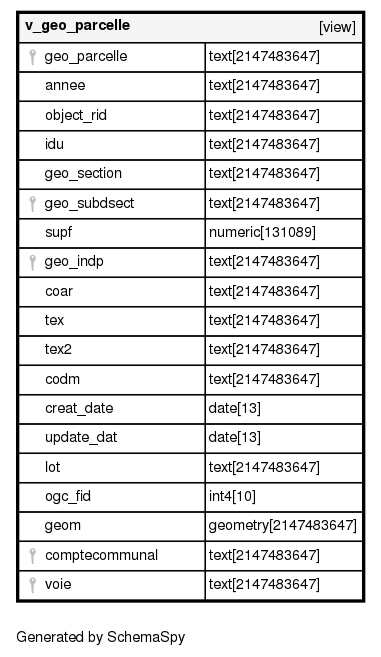 v_geo_parcelle [view]
geo_parcelle text[2147483647]
annee text[2147483647]
object_rid text[2147483647]
idu text[2147483647]
geo_section text[2147483647]
geo_subdsect text[2147483647]
supf numeric[131089]
geo_indp text[2147483647]
coar text[2147483647]
tex text[2147483647]
tex2 text[2147483647]
codm text[2147483647]
creat_date date[13]
update_dat date[13]
lot text[2147483647]
ogc_fid int4[10]
geom geometry[2147483647]
comptecommunal text[2147483647]
voie text[2147483647]
Generated by SchemaSpy